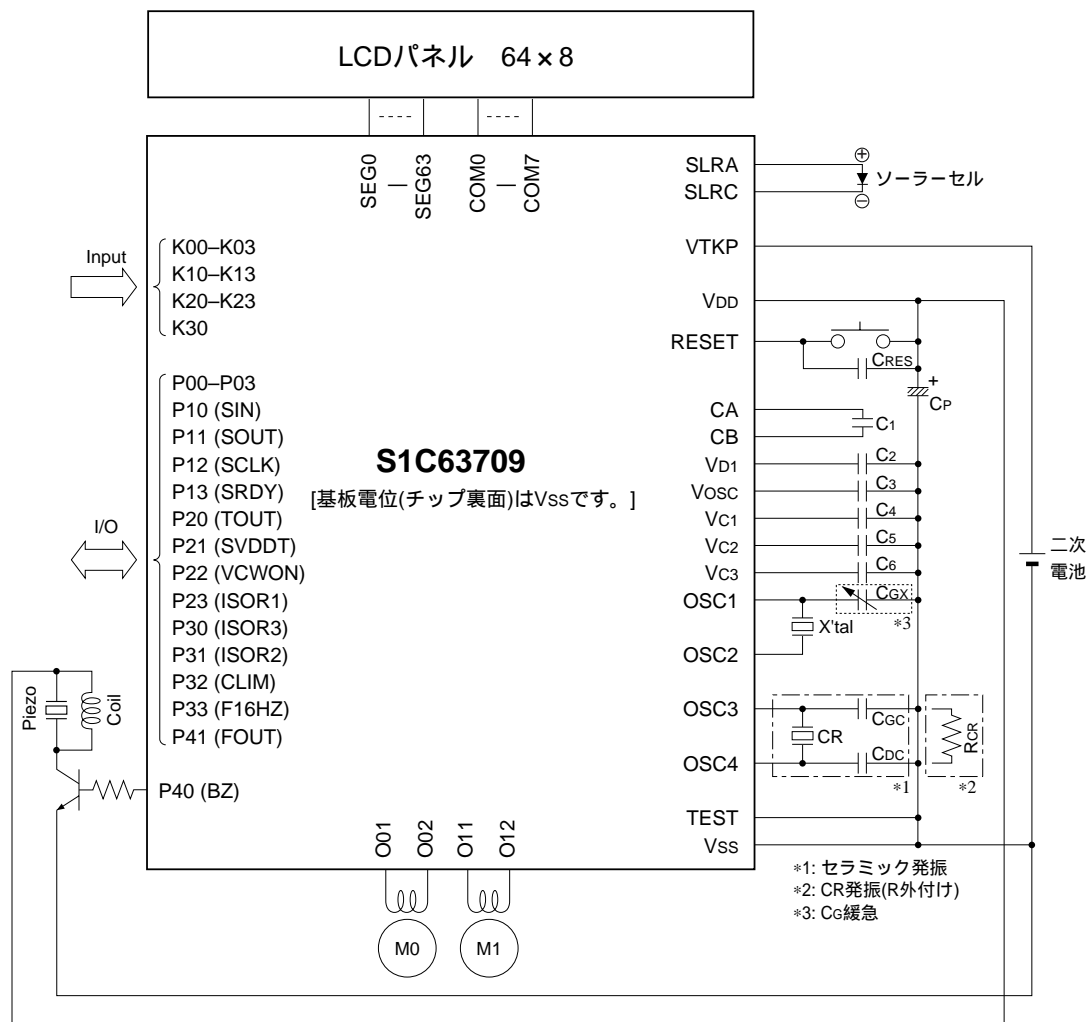 LCDパネル 64×8
SEG0
SEG63
COM0
COM7
Input
K00–K03
K10–K13
K20–K23
K30
I/O
P00–P03
P10 (SIN)
P11 (SOUT)
P12 (SCLK)
P13 (SRDY)
P20 (TOUT)
P21 (SVDDT)
P22 (VCWON)
P23 (ISOR1)
P30 (ISOR3)
P31 (ISOR2)
P32 (CLIM)
P33 (F16HZ)
P41 (FOUT)
P40 (BZ)
Piezo
Coil
S1C63709
[基板電位(チップ裏面)はVSSです。]
O01
O02
O11
O12
M0
M1
SLRA
SLRC
VTKP
VDD
RESET
CA
CB
VD1
VOSC
VC1
VC2
VC3
OSC1
OSC2
OSC3
OSC4
TEST
VSS
+
−
ソーラーセル
CRES
+
CP
C1
C2
C3
C4
C5
C6
CGX
*3
X'tal
CGC
CR
CDC
*1
RCR
*2
二次
電池
*1: セラミック発振
*2: CR発振(R外付け)
*3: CG緩急